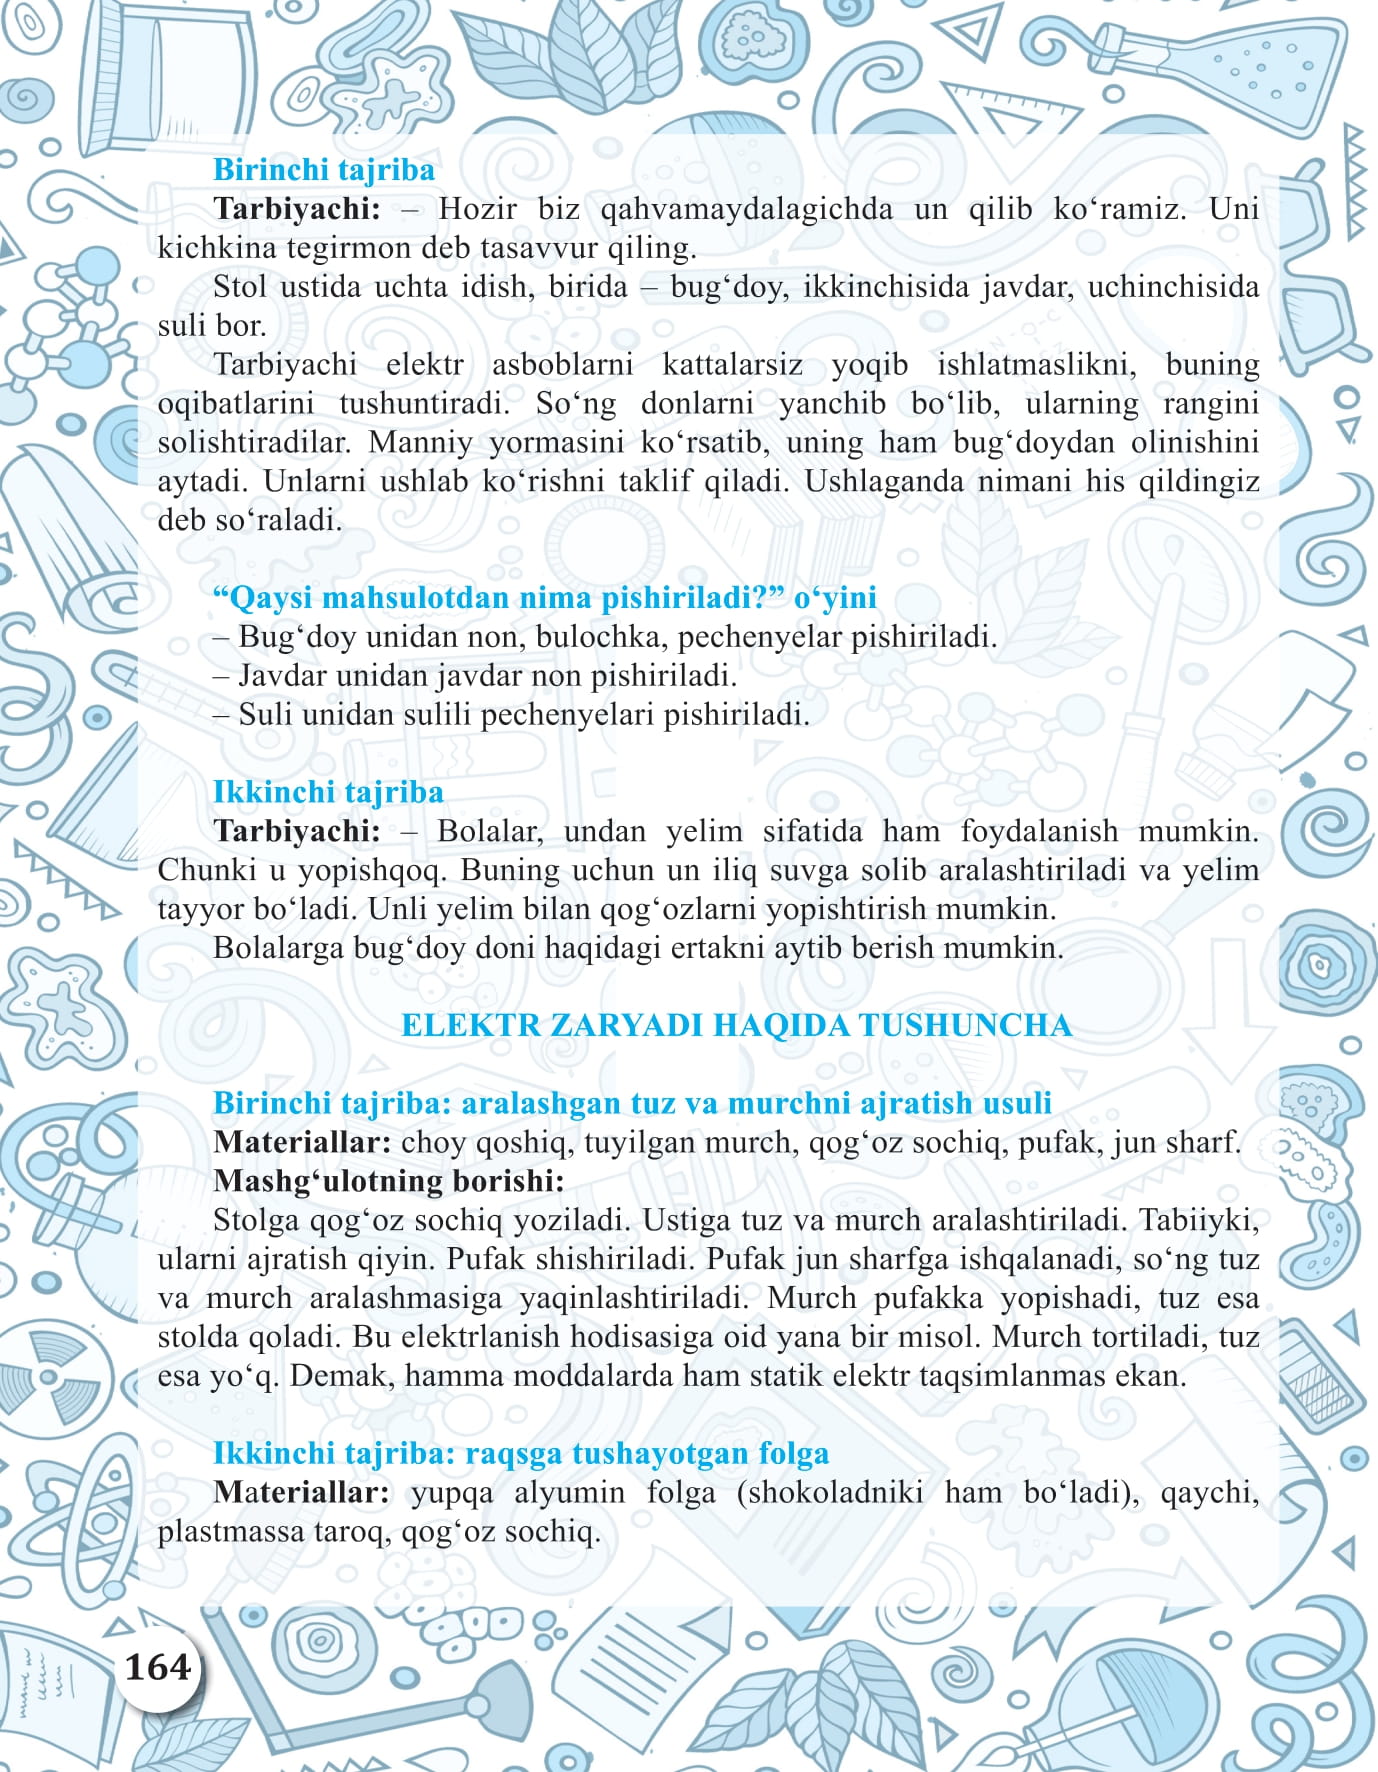 Birinchi tajriba
Tarbiyachi: – Hozir biz qahvamaydalagichda un qilib ko‘ramiz. Uni
kichkina tegirmon deb tasavvur qiling.
Stol ustida uchta idish, birida – bug‘doy, ikkinchisida javdar, uchinchisida
suli bor.
Tarbiyachi elektr asboblarni kattalarsiz yoqib ishlatmaslikni, buning
oqibatlarini tushuntiradi. So‘ng donlarni yanchib bo‘lib, ularning rangini
solishtiradilar. Manniy yormasini ko‘rsatib, uning ham bug‘doydan olinishini
aytadi. Unlarni ushlab ko‘rishni taklif qiladi. Ushlaganda nimani his qildingiz
deb so‘raladi.
“Qaysi mahsulotdan nima pishiriladi?” o‘yini
– Bug‘doy unidan non, bulochka, pechenyelar pishiriladi.
– Javdar unidan javdar non pishiriladi.
– Suli unidan sulili pechenyelari pishiriladi.
Ikkinchi tajriba
Tarbiyachi: – Bolalar, undan yelim sifatida ham foydalanish mumkin.
Chunki u yopishqoq. Buning uchun un iliq suvga solib aralashtiriladi va yelim
tayyor bo‘ladi. Unli yelim bilan qog‘ozlarni yopishtirish mumkin.
Bolalarga bug‘doy doni haqidagi ertakni aytib berish mumkin.
ELEKTR ZARYADI HAQIDA TUSHUNCHA
Birinchi tajriba: aralashgan tuz va murchni ajratish usuli
Materiallar: choy qoshiq, tuyilgan murch, qog‘oz sochiq, pufak, jun sharf.
Mashg‘ulotning borishi:
Stolga qog‘oz sochiq yoziladi. Ustiga tuz va murch aralashtiriladi. Tabiiyki,
ularni ajratish qiyin. Pufak shishiriladi. Pufak jun sharfga ishqalanadi, so‘ng tuz
va murch aralashmasiga yaqinlashtiriladi. Murch pufakka yopishadi, tuz esa
stolda qoladi. Bu elektrlanish hodisasiga oid yana bir misol. Murch tortiladi, tuz
esa yo‘q. Demak, hamma moddalarda ham statik elektr taqsimlanmas ekan.
Ikkinchi tajriba: raqsga tushayotgan folga
Materiallar: yupqa alyumin folga (shokoladniki ham bo‘ladi), qaychi,
plastmassa taroq, qog‘oz sochiq.
164